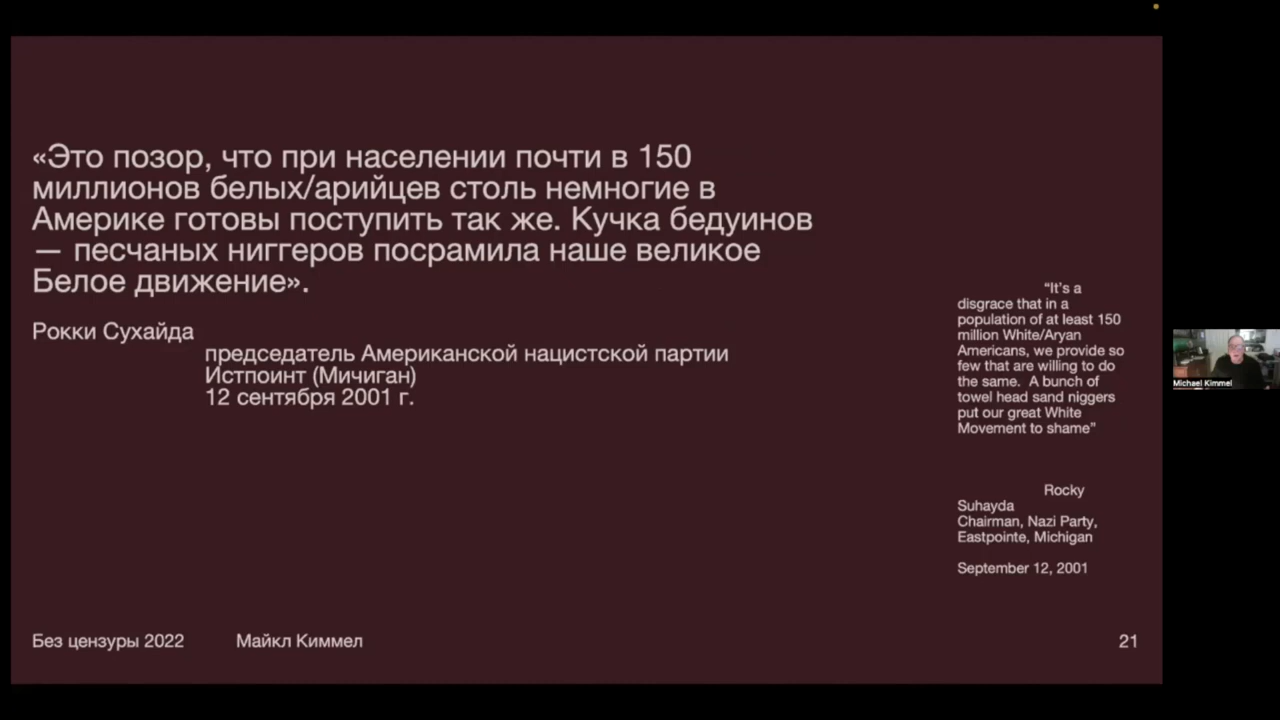 «Это позор, что при населении почти в 150
миллионов белых/арийцев столь немногие в
Америке готовы поступить так же. Кучка бедуинов
— песчаных ниггеров посрамила наше великое
Белое движение».
Рокки Сухайда
председатель Американской нацистской партии
Истпоинт (Мичиган)
12 сентября 2001 г.
“It's a
disgrace that in a
population of at least 150
million White/Aryan
Americans, we provide so
few that are willing to do
the same. A bunch of
towel head sand niggers
put our great White
Movement to shame”
Rocky
Suhayda
Chairman, Nazi Party,
Eastpointe, Michigan
September 12, 2001
Michael Kimmel
Без цензуры 2022
Майкл Киммел
21